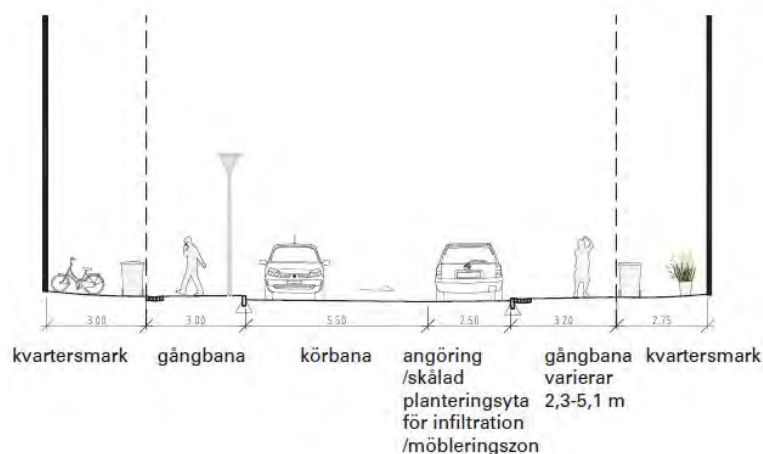 3.00 3.00 5.50 2.50 3.20 2.75
kvartersmark
gångbana
körbana
angöring
/skålad
planteringsyta
för infiltration
/möbleringszon
gångbana
varierar
2,3-5,1 m
kvartersmark